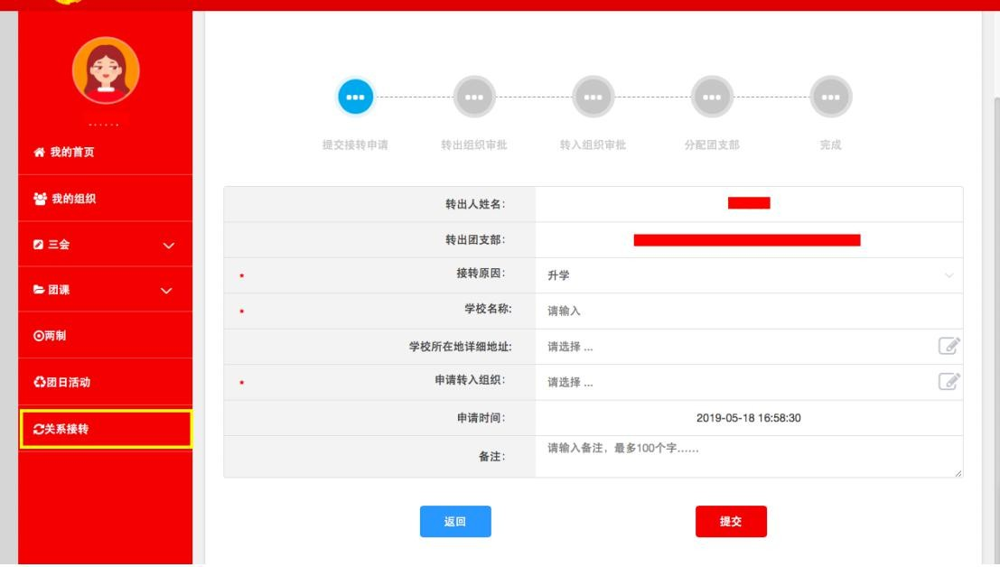 ······
我的首页
我的组织
三会
团课
两制
团日活动
关系接转
提交接转申请
转出组织审批
转入组织审批
分配团支部
完成
转出人姓名：
转出团支部：
* 接转原因： 升学
* 学校名称: 请输入
学校所在地详细地址: 请选择 ...
* 申请转入组织： 请选择 ...
申请时间： 2019-05-18 16:58:30
备注： 请输入备注，最多100个字……
返回
提交